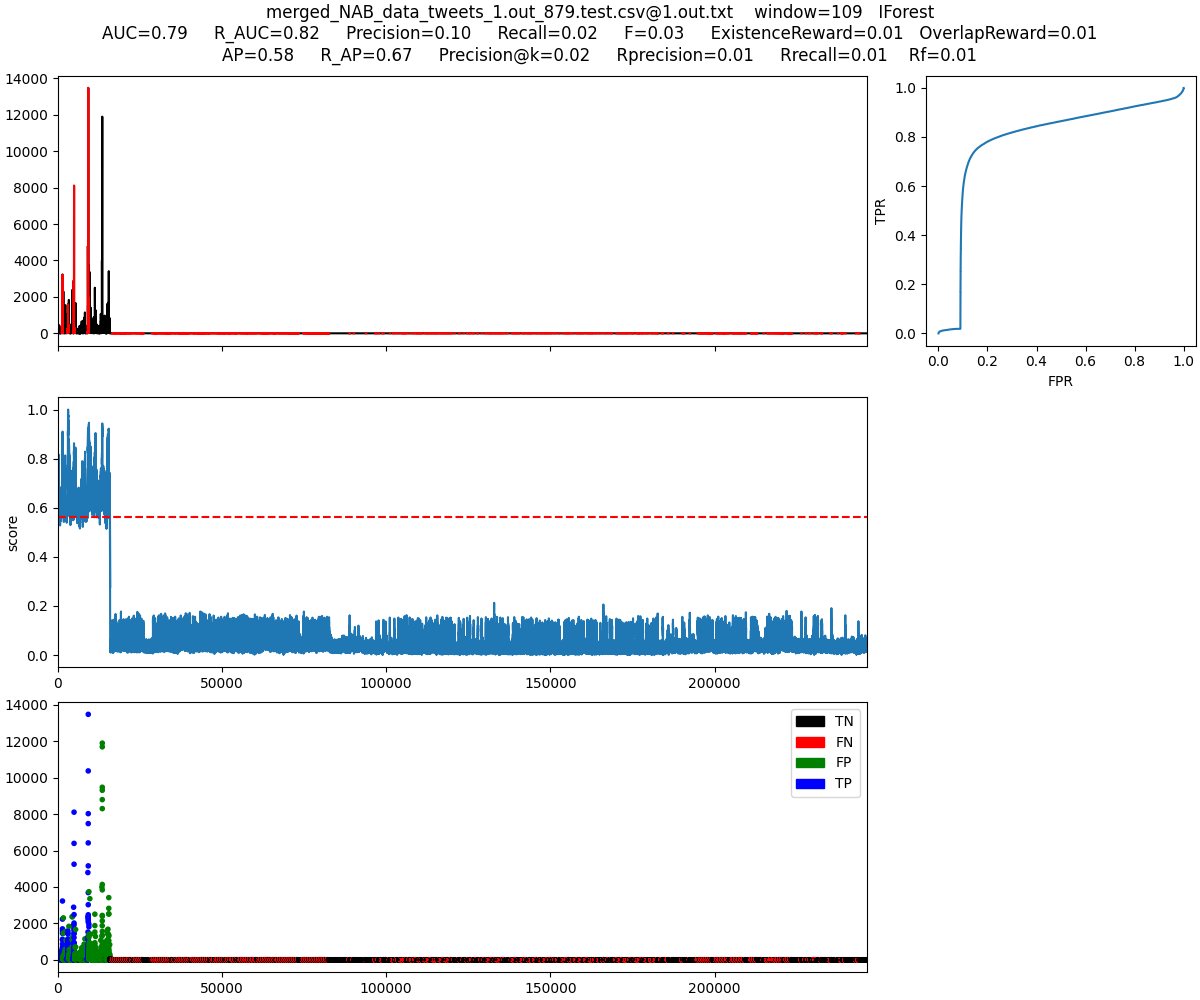 merged_NAB_data_tweets_1.out_879.test.csv@1.out.txt window=109 IForest
AUC=0.79 R_AUC=0.82 Precision=0.10 Recall=0.02 F=0.03 ExistenceReward=0.01 OverlapReward=0.01
AP=0.58 R_AP=0.67 Precision@k=0.02 Rprecision=0.01 Rrecall=0.01 Rf=0.01
14000
12000
10000
8000
6000
4000
2000
0
1.0
0.8
0.6
0.4
0.2
0.0
TPR
0.0 0.2 0.4 0.6 0.8 1.0
FPR
1.0
0.8
0.6
0.4
0.2
0.0
score
0 50000 100000 150000 200000
14000
12000
10000
8000
6000
4000
2000
0
TN
FN
FP
TP
0 50000 100000 150000 200000